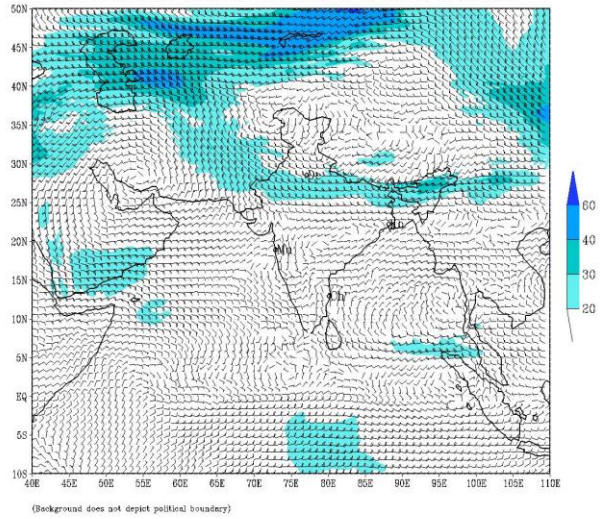 50N
45N
40N
35N
30N
25N
20N
15N
10N
5N
EQ
5S
10S
60
40
30
20
Mu
Ch
40E 45E 50E 55E 60E 65E 70E 75E 80E 85E 90E 95E 100E 105E 110E
(Background does not depict political boundary)